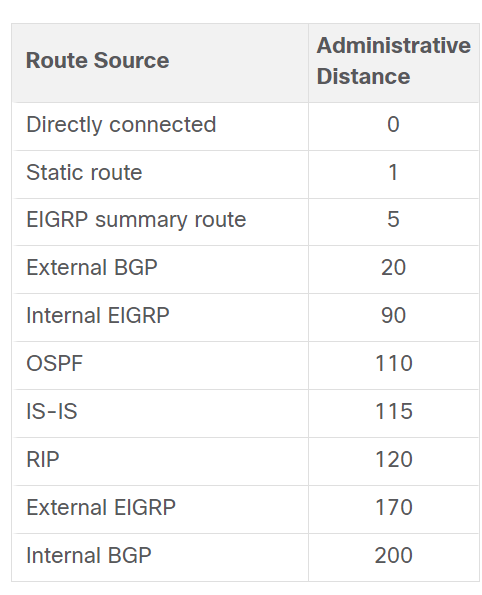 Route Source Administrative Distance
Directly connected 0
Static route 1
EIGRP summary route 5
External BGP 20
Internal EIGRP 90
OSPF 110
IS-IS 115
RIP 120
External EIGRP 170
Internal BGP 200